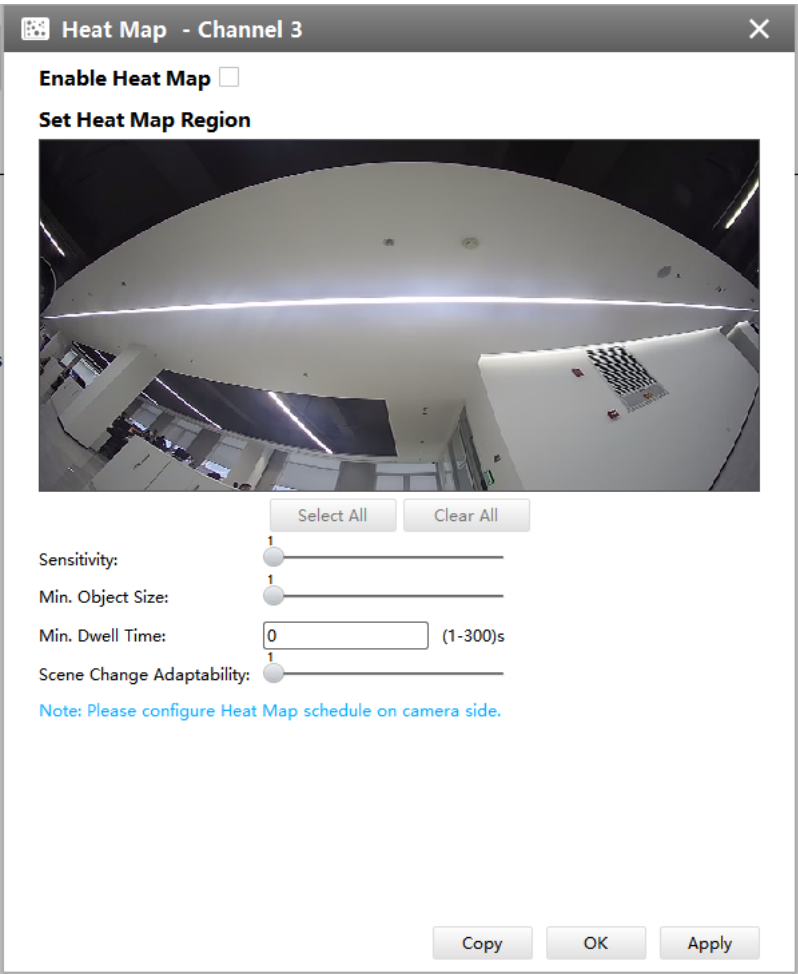 Heat Map - Channel 3
Enable Heat Map
Set Heat Map Region
Select All Clear All
1
Sensitivity:
1
Min. Object Size:
Min. Dwell Time: 0 (1-300)s
1
Scene Change Adaptability:
Note: Please configure Heat Map schedule on camera side.
Copy OK Apply